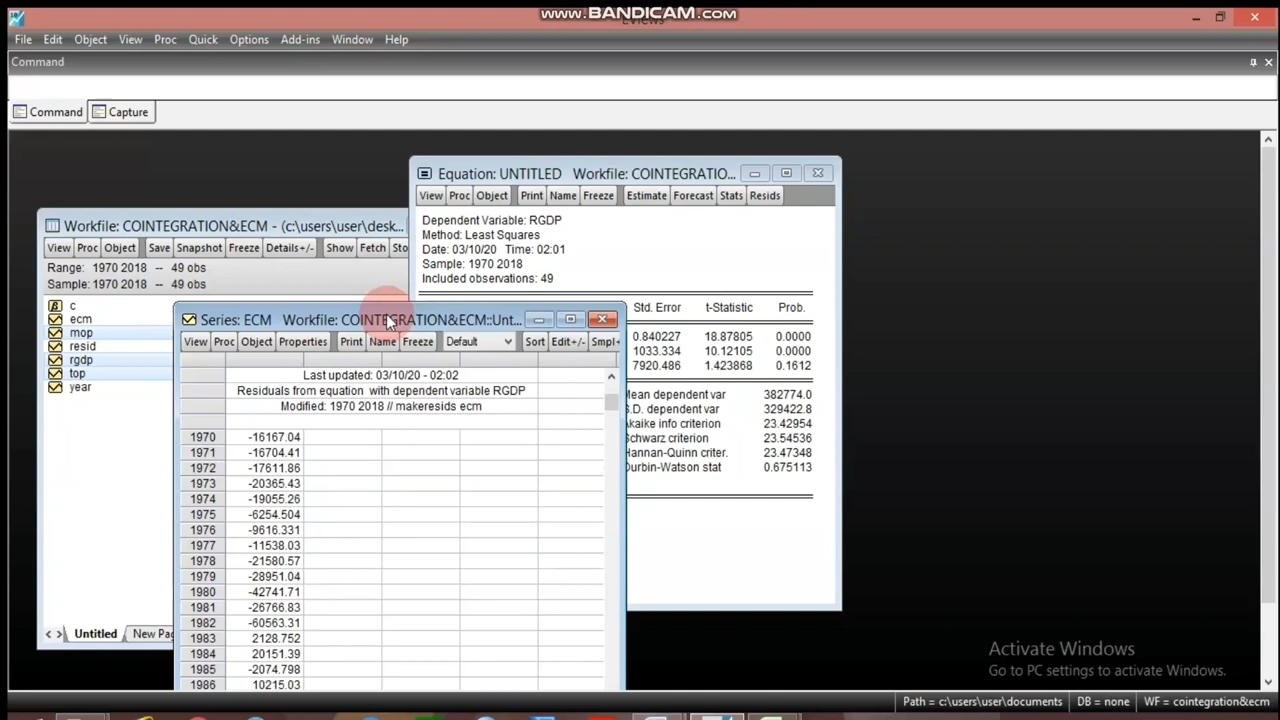 www.BANDICAM.com
EViews
File Edit Object View Proc Quick Options Add-ins Window Help
Command
Command Capture
Equation: UNTITLED Workfile: COINTEGRATIO...
View Proc Object Print Name Freeze Estimate Forecast Stats Resids
Dependent Variable: RGDP
Method: Least Squares
Date: 03/10/20 Time: 02:01
Sample: 1970 2018
Included observations: 49
Std. Error t-Statistic Prob.
0.840227 18.87805 0.0000
1033.334 10.12105 0.0000
7920.486 1.423868 0.1612
Mean dependent var 382774.0
S.D. dependent var 329422.8
Akaike info criterion 23.42954
Schwarz criterion 23.54536
Hannan-Quinn criter. 23.47348
Durbin-Watson stat 0.675113
Workfile: COINTEGRATION&ECM - (c:\users\user\desk...
View Proc Object Save Snapshot Freeze Details+/- Show Fetch Sto
Range: 1970 2018 -- 49 obs
Sample: 1970 2018 -- 49 obs
c
ecm
mop
resid
rgdp
top
year
Untitled New Pag
Series: ECM Workfile: COINTEGRATION&ECM::Unt...
View Proc Object Properties Print Name Freeze Default Sort Edit+/- Smpl+
Last updated: 03/10/20 - 02:02
Residuals from equation with dependent variable RGDP
Modified: 1970 2018 // makeresids ecm
1970 -16167.04
1971 -16704.41
1972 -17611.86
1973 -20365.43
1974 -19055.26
1975 -6254.504
1976 -9616.331
1977 -11538.03
1978 -21580.57
1979 -28951.04
1980 -42741.71
1981 -26766.83
1982 -60563.31
1983 2128.752
1984 20151.39
1985 -2074.798
1986 10215.03
Activate Windows
Go to PC settings to activate Windows.
Path = c:\users\user\documents DB = none WF = cointegration&ecm